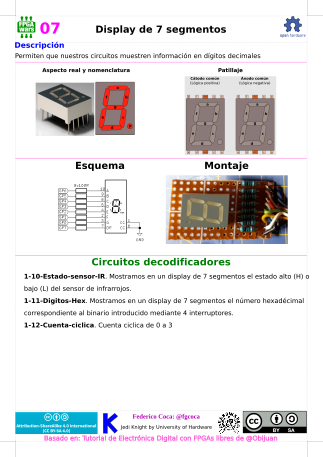 FPGA
wars
07
Display de 7 segmentos
open hardware
Descripción
Permiten que nuestros circuitos muestren información en dígitos decimales
Aspecto real y nomenclatura
Patillaje
Cátodo común
(Lógica positiva)
Ánodo común
(Lógica negativa)
Esquema
Montaje
GND
Circuitos decodificadores
1-10-Estado-sensor-IR. Mostramos en un display de 7 segmentos el estado alto (H) o
bajo (L) del sensor de infrarrojos.
1-11-Digitos-Hex. Mostramos en un display de 7 segmentos el número hexadécimal
correspondiente al binario introducido mediante 4 interruptores.
1-12-Cuenta-ciclica. Cuenta ciclica de 0 a 3
Attribution-ShareAlike 4.0 International
(CC BY-SA 4.0)
Federico Coca: @fgcoca
Jedi Knight by University of Hardware
BY SA
Basado en: Tutorial de Electrónica Digital con FPGAs libres de @Obijuan